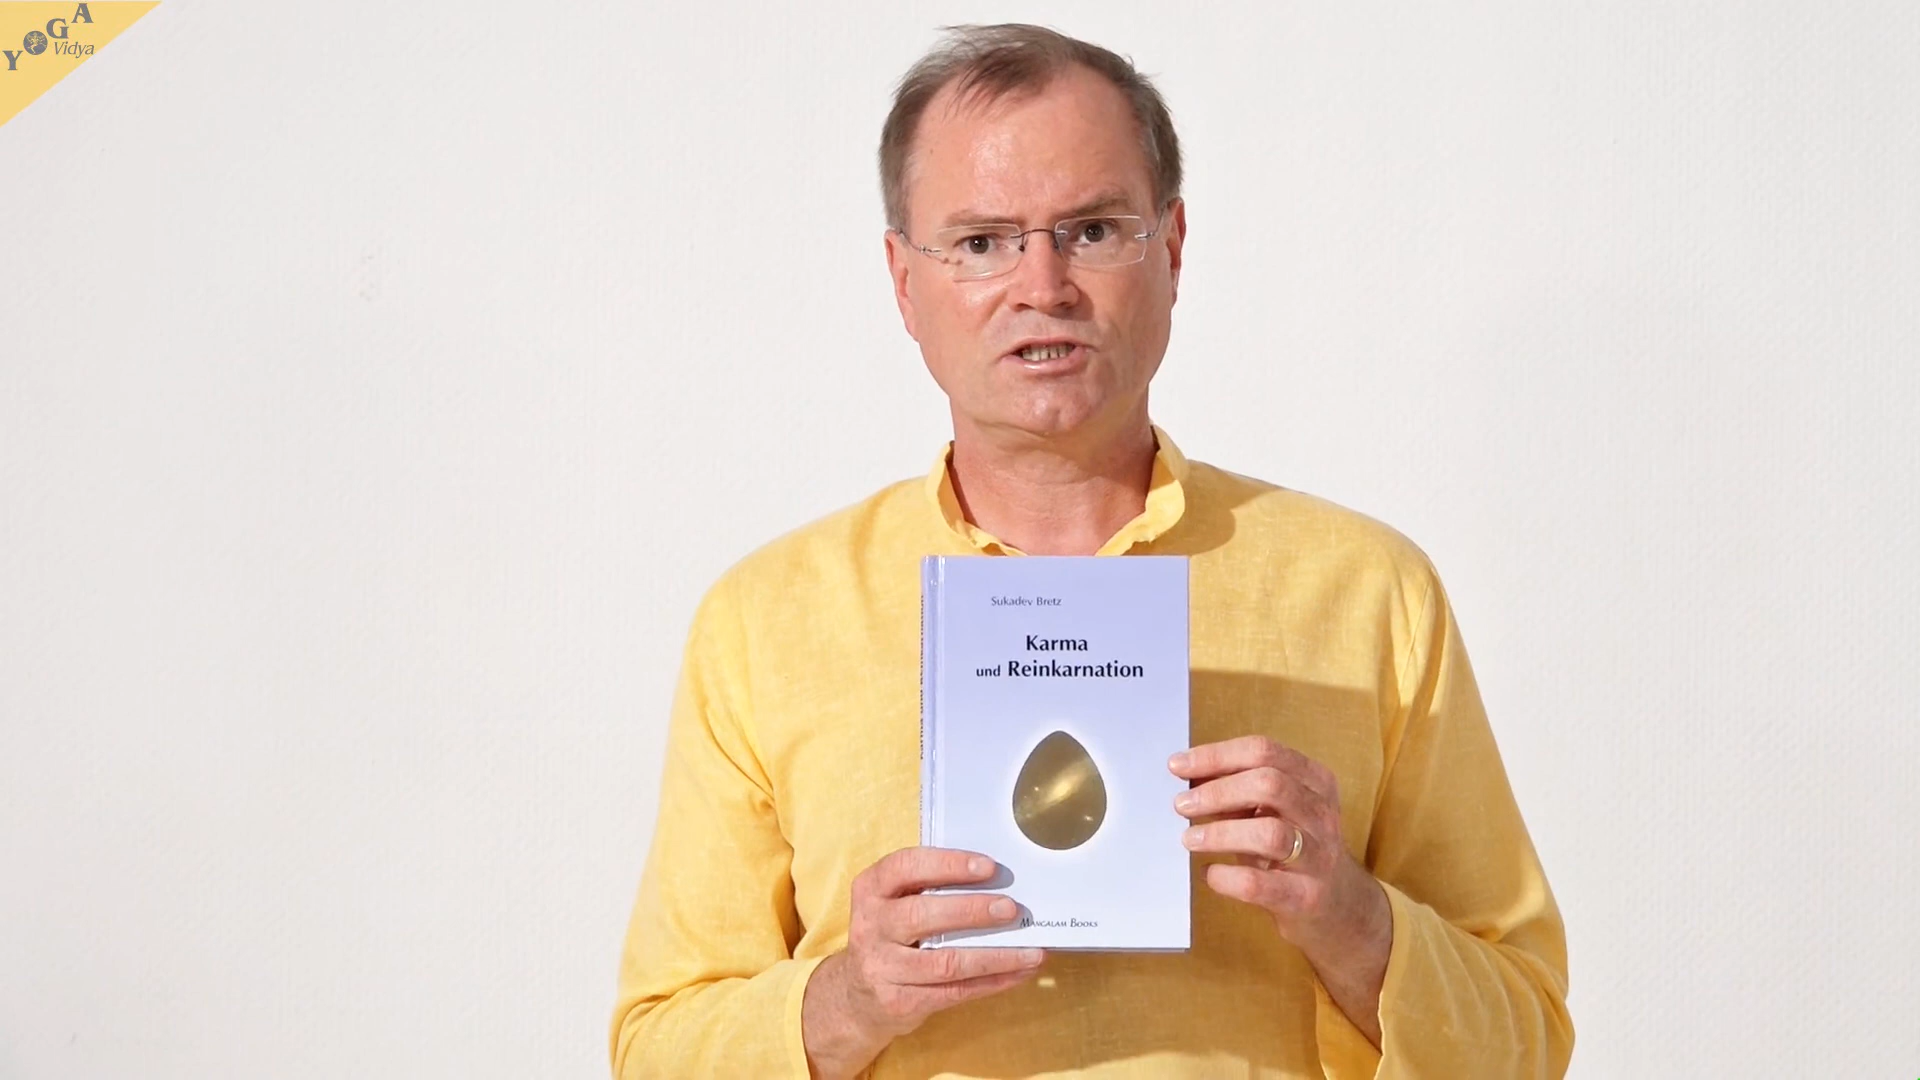 YOGA
Vidya
Sukadev Bretz
Karma
und Reinkarnation
Mangalam Books